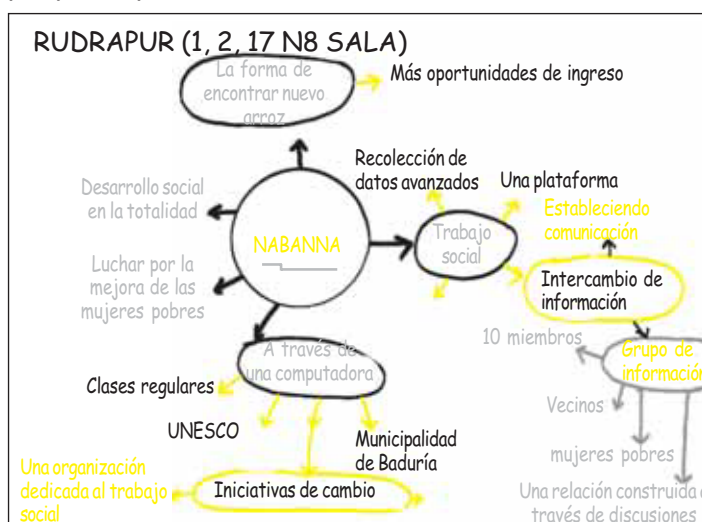 RUDRAPUR (1, 2, 17 N8 SALA)
La forma de
encontrar nuevo
arroz
Más oportunidades de ingreso
Recolección de
datos avanzados
Una plataforma
Estableciendo
comunicación
Desarrollo social
en la totalidad
NABANNA
Trabajo
social
Luchar por la
mejora de las
mujeres pobres
Intercambio de
información
10 miembros
Grupo de
información
A través de
una computadora
Clases regulares
Vecinos
UNESCO
Municipalidad
de Baduría
mujeres pobres
Una organización
dedicada al trabajo
social
Iniciativas de cambio
Una relación construida a
través de discusiones